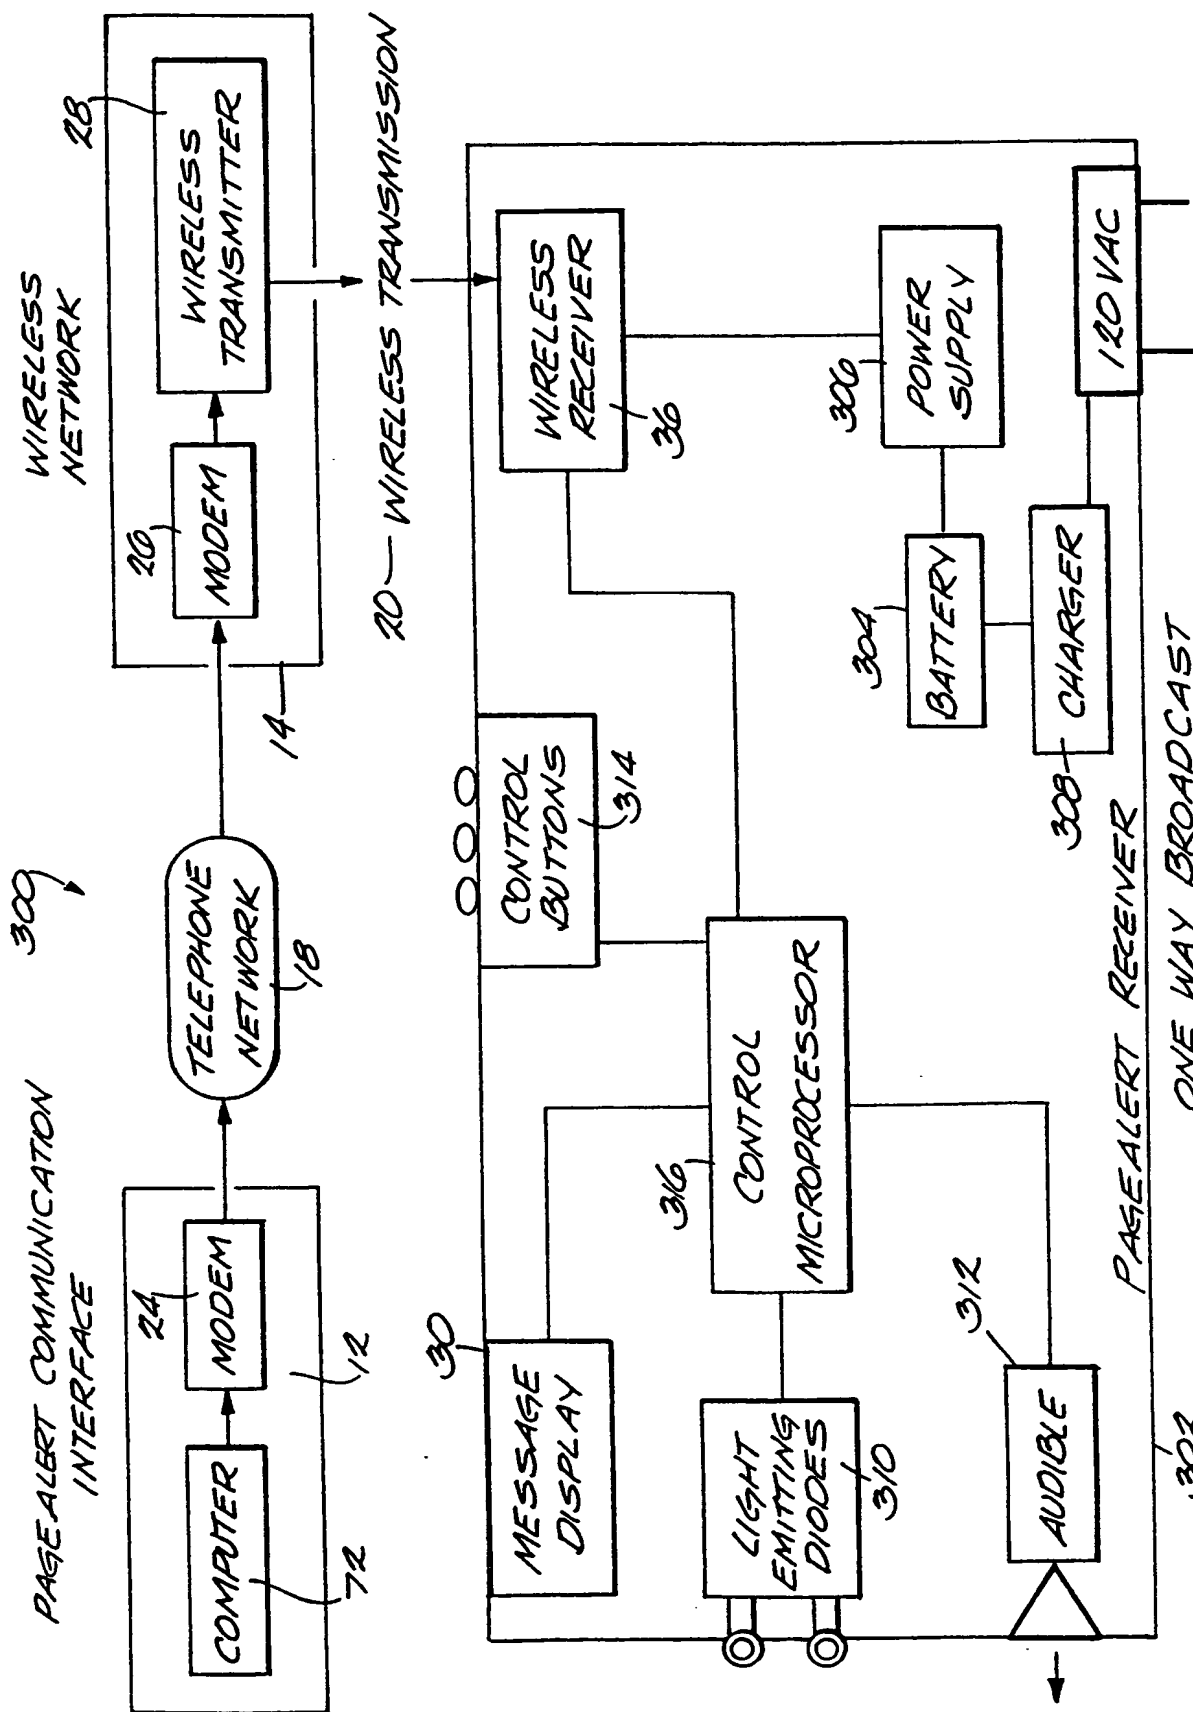 300
PAGEALERT COMMUNICATION
INTERFACE
WIRELESS
NETWORK
COMPUTER
72
24
MODEM
12
TELEPHONE
NETWORK
18
26
MODEM
28
WIRELESS
TRANSMITTER
14
20 — WIRELESS TRANSMISSION
30
MESSAGE
DISPLAY
CONTROL
BUTTONS
314
WIRELESS
RECEIVER
36
316
CONTROL
MICROPROCESSOR
LIGHT
EMITTING
DIODES
310
312
AUDIBLE
306
POWER
SUPPLY
304
BATTERY
308
CHARGER
120 VAC
PAGEALERT RECEIVER
302
ONE WAY BROADCAST